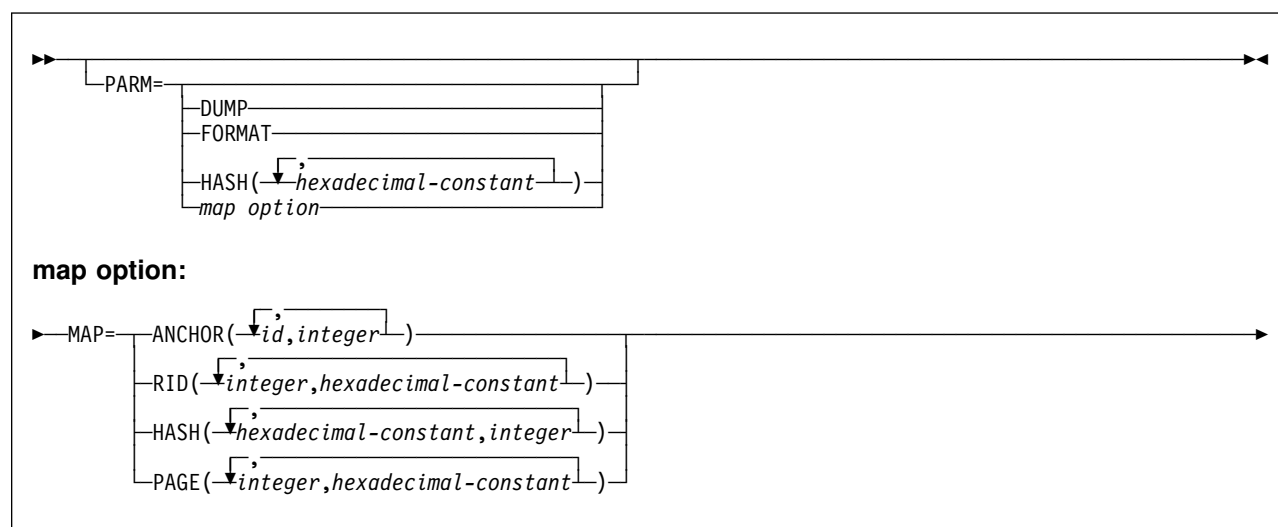 PARM=
DUMP
FORMAT
,
HASH( hexadecimal-constant )
map option
map option:
,
MAP= ANCHOR( id,integer )
,
RID( integer,hexadecimal-constant )
,
HASH( hexadecimal-constant,integer )
,
PAGE( integer,hexadecimal-constant )